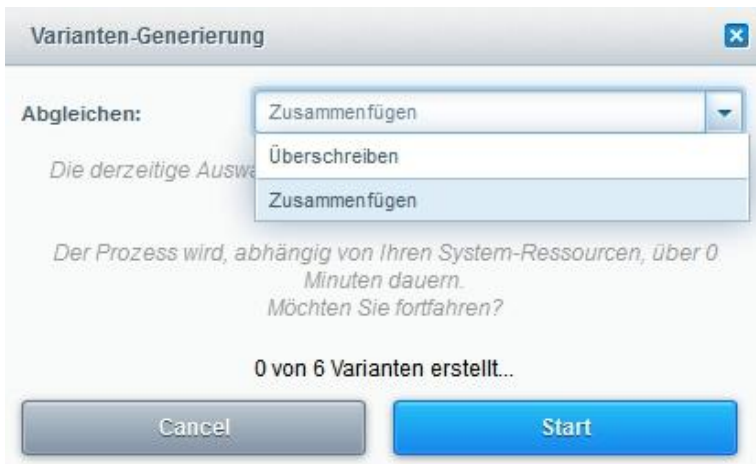 Varianten-Generierung
Abgleichen:
Zusammenfügen
Überschreiben
Die derzeitige
Zusammenfügen
Der Prozess wird, abhängig von Ihren System-Ressourcen, über 0
Minuten dauern.
Möchten Sie fortfahren?
0 von 6 Varianten erstellt...
Cancel
Start